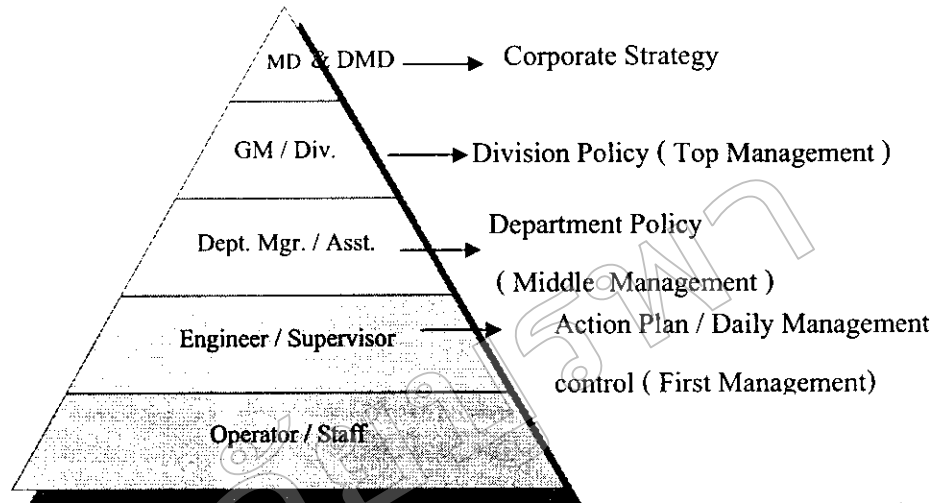 MD & DMD
Corporate Strategy
GM / Div.
Division Policy ( Top Management )
Dept. Mgr. / Asst.
Department Policy
( Middle Management )
Engineer / Supervisor
Action Plan / Daily Management
control ( First Management)
Operator / Staff